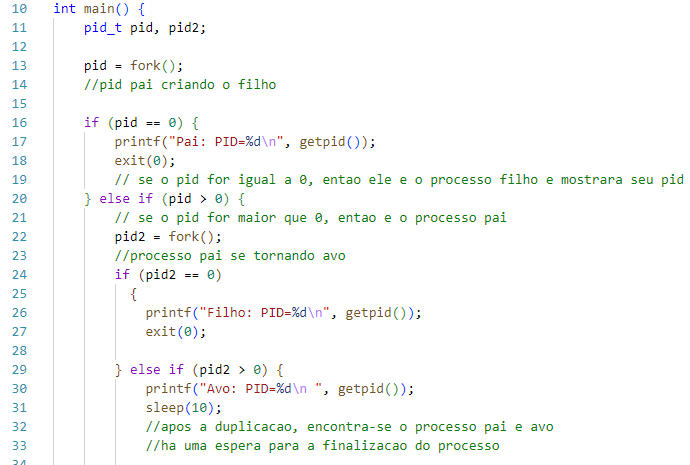 10 int main() {
11 pid_t pid, pid2;
12
13 pid = fork();
14 //pid pai criando o filho
15
16 if (pid == 0) {
17 printf("Pai: PID=%d\n", getpid());
18 exit(0);
19 // se o pid for igual a 0, entao ele e o processo filho e mostrara seu pid
20 } else if (pid > 0) {
21 // se o pid for maior que 0, entao e o processo pai
22 pid2 = fork();
23 //processo pai se tornando avo
24 if (pid2 == 0)
25 {
26 printf("Filho: PID=%d\n", getpid());
27 exit(0);
28
29 } else if (pid2 > 0) {
30 printf("Avo: PID=%d\n ", getpid());
31 sleep(10);
32 //apos a duplicacao, encontra-se o processo pai e avo
33 //ha uma espera para a finalizacao do processo
34